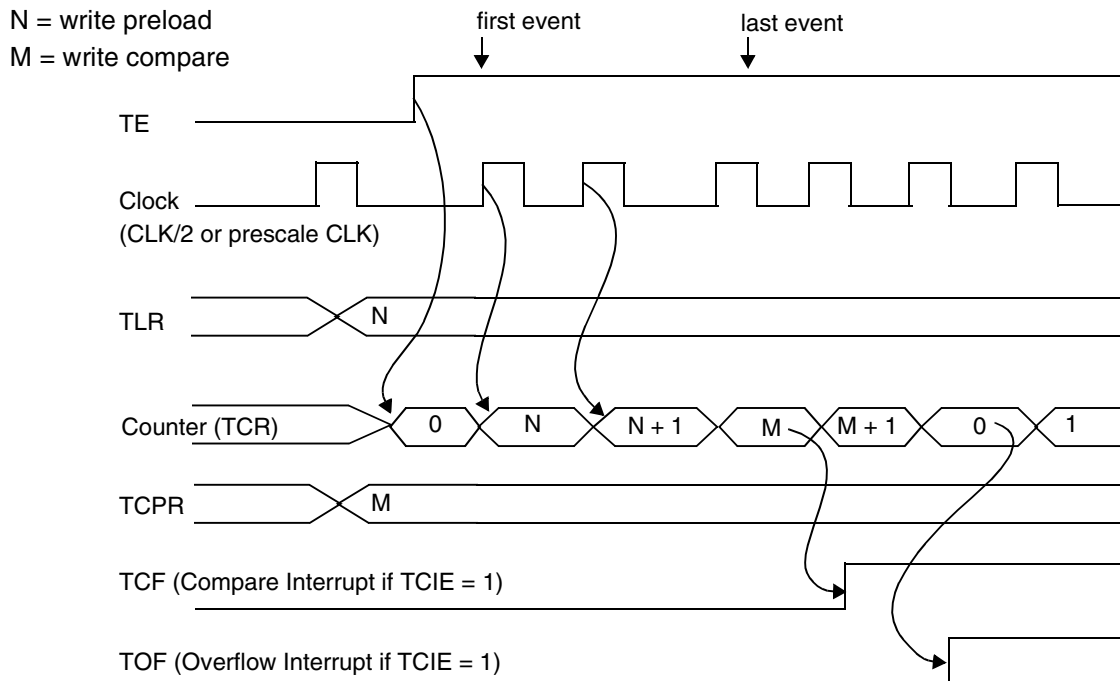 N = write preload
M = write compare
first event
last event
TE
Clock
(CLK/2 or prescale CLK)
TLR
N
Counter (TCR)
0
N
N + 1
M
M + 1
0
1
TCPR
M
TCF (Compare Interrupt if TCIE = 1)
TOF (Overflow Interrupt if TCIE = 1)